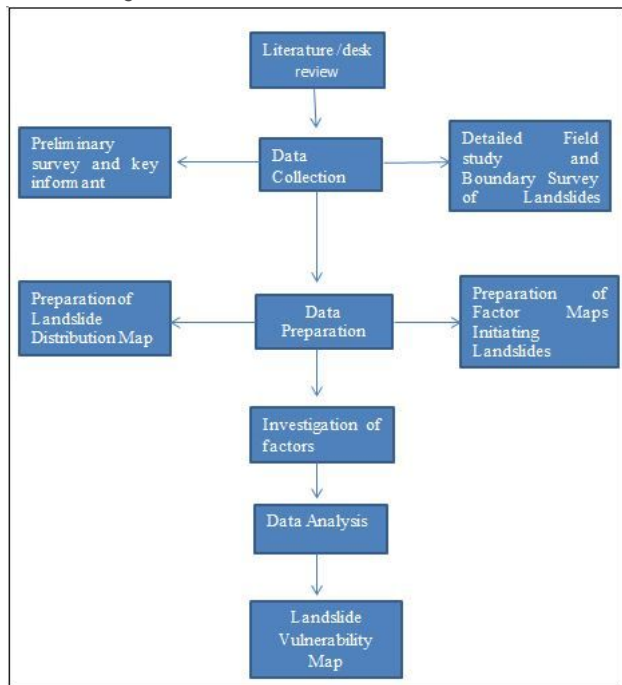 Literature /desk
review
Preliminary
survey and key
informant
Data
Collection
Detailed Field
study and
Boundary Survey
of Landslides
Preparation of
Landslide
Distribution Map
Data
Preparation
Preparation of
Factor Maps
Initiating
Landslides
Investigation of
factors
Data Analysis
Landslide
Vulnerability
Map